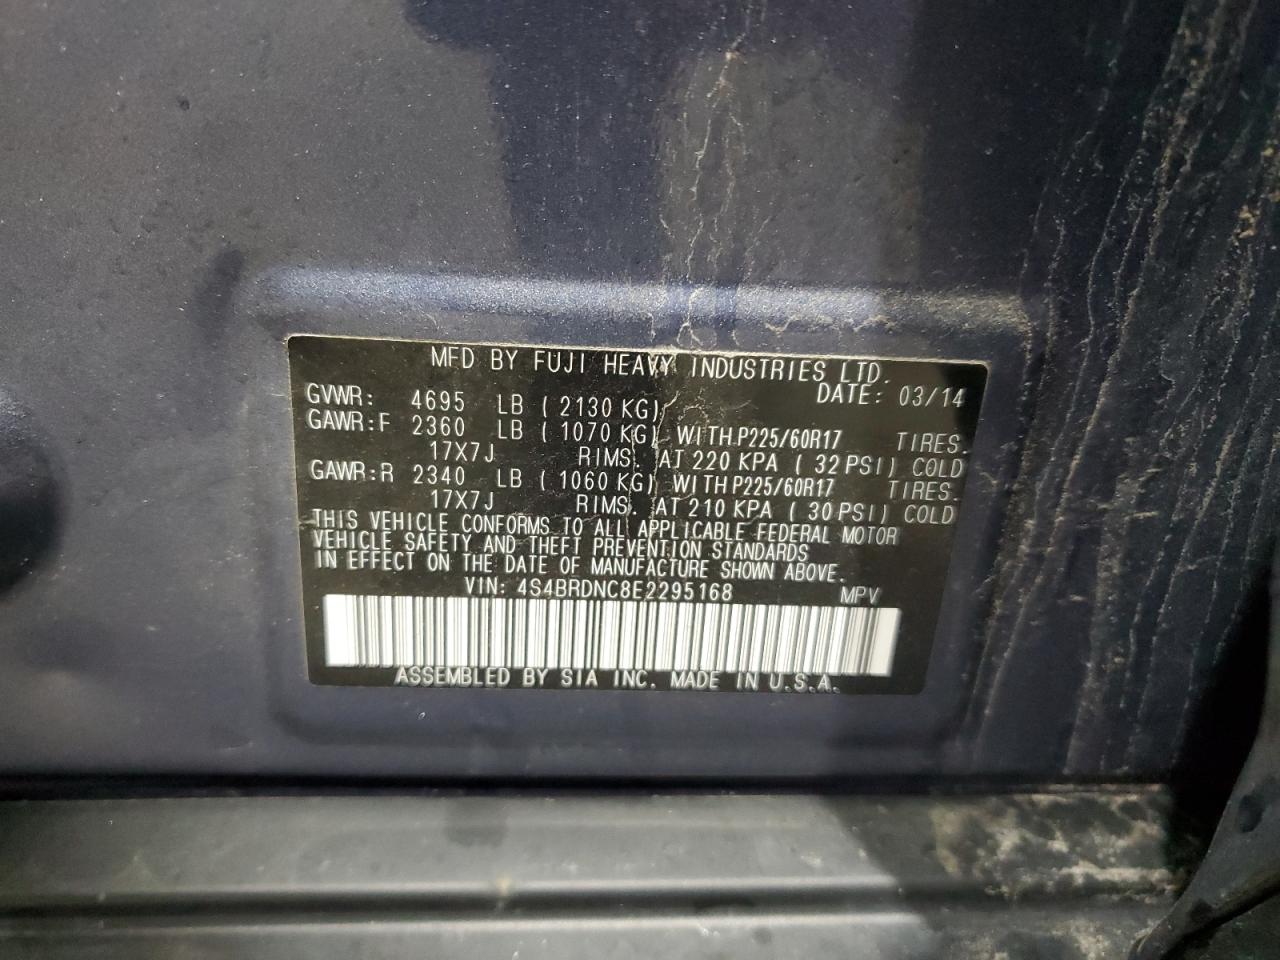 MFD BY FUJI HEAVY INDUSTRIES LTD.
DATE: 03/14
GVWR: 4695 LB ( 2130 KG)
GAWR:F 2360 LB ( 1070 KG) WITH P225/60R17 TIRES.
17X7J RIMS. AT 220 KPA ( 32 PSI) COLD
GAWR:R 2340 LB ( 1060 KG) WITH P225/60R17 TIRES.
17X7J RIMS. AT 210 KPA ( 30 PSI) COLD
THIS VEHICLE CONFORMS TO ALL APPLICABLE FEDERAL MOTOR
VEHICLE SAFETY AND THEFT PREVENTION STANDARDS
IN EFFECT ON THE DATE OF MANUFACTURE SHOWN ABOVE.
VIN: 4S4BRDNC8E2295168 MPV
ASSEMBLED BY SIA INC. MADE IN U.S.A.